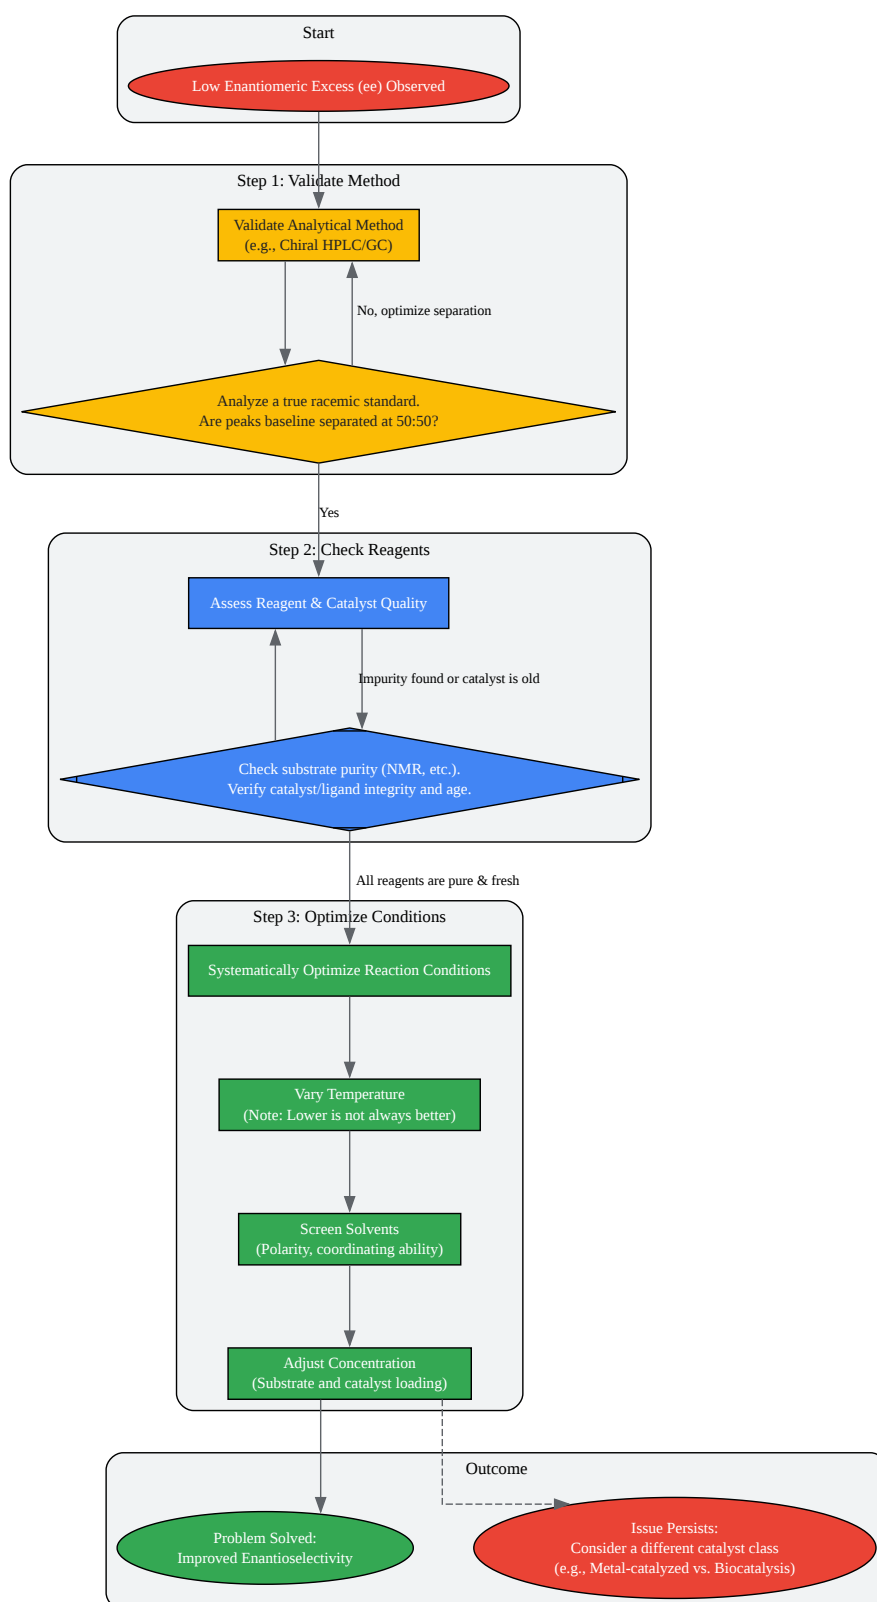 Start
Low Enantiomeric Excess (ee) Observed
Step 1: Validate Method
Validate Analytical Method
(e.g., Chiral HPLC/GC)
No, optimize separation
Analyze a true racemic standard.
Are peaks baseline separated at 50:50?
Yes
Step 2: Check Reagents
Assess Reagent & Catalyst Quality
Impurity found or catalyst is old
Check substrate purity (NMR, etc.).
Verify catalyst/ligand integrity and age.
All reagents are pure & fresh
Step 3: Optimize Conditions
Systematically Optimize Reaction Conditions
Vary Temperature
(Note: Lower is not always better)
Screen Solvents
(Polarity, coordinating ability)
Adjust Concentration
(Substrate and catalyst loading)
Outcome
Problem Solved:
Improved Enantioselectivity
Issue Persists:
Consider a different catalyst class
(e.g., Metal-catalyzed vs. Biocatalysis)